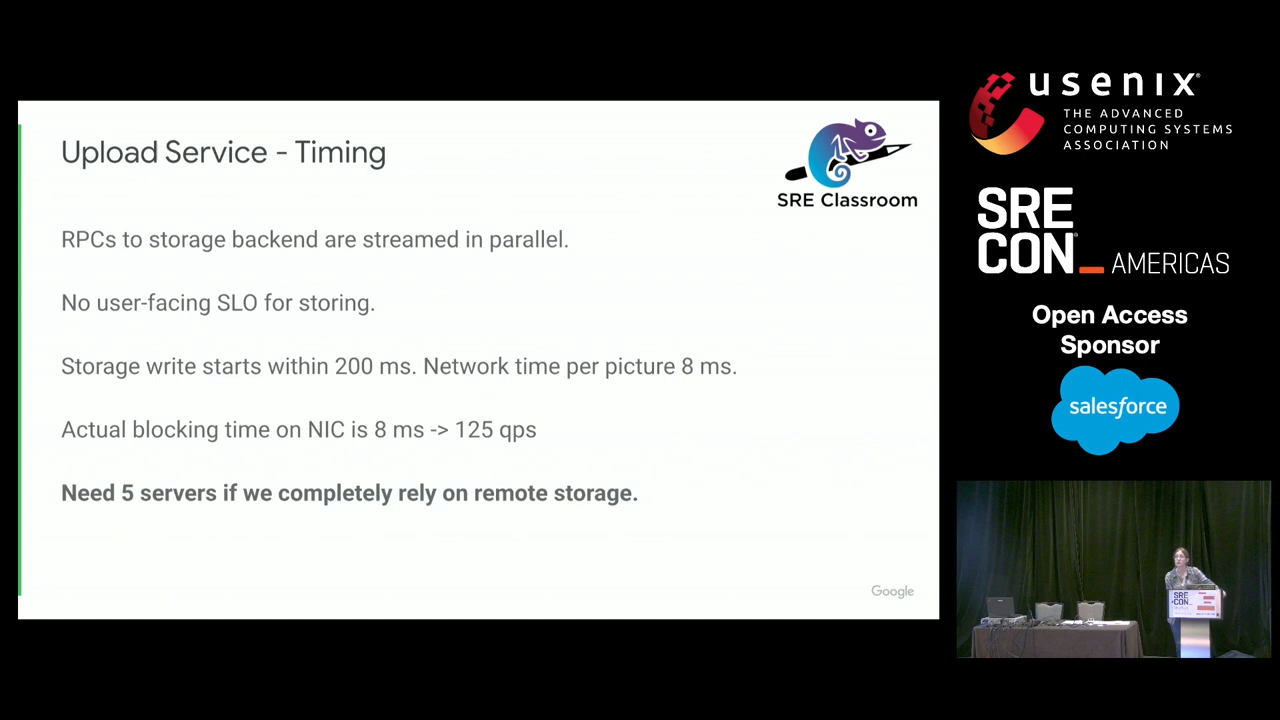 Upload Service - Timing
SRE Classroom
RPCs to storage backend are streamed in parallel.
No user-facing SLO for storing.
Storage write starts within 200 ms. Network time per picture 8 ms.
Actual blocking time on NIC is 8 ms -> 125 qps
Need 5 servers if we completely rely on remote storage.
Google
usenix®
THE ADVANCED
COMPUTING SYSTEMS
ASSOCIATION
SRE
CON AMERICAS
Open Access
Sponsor
salesforce
SRE
CON